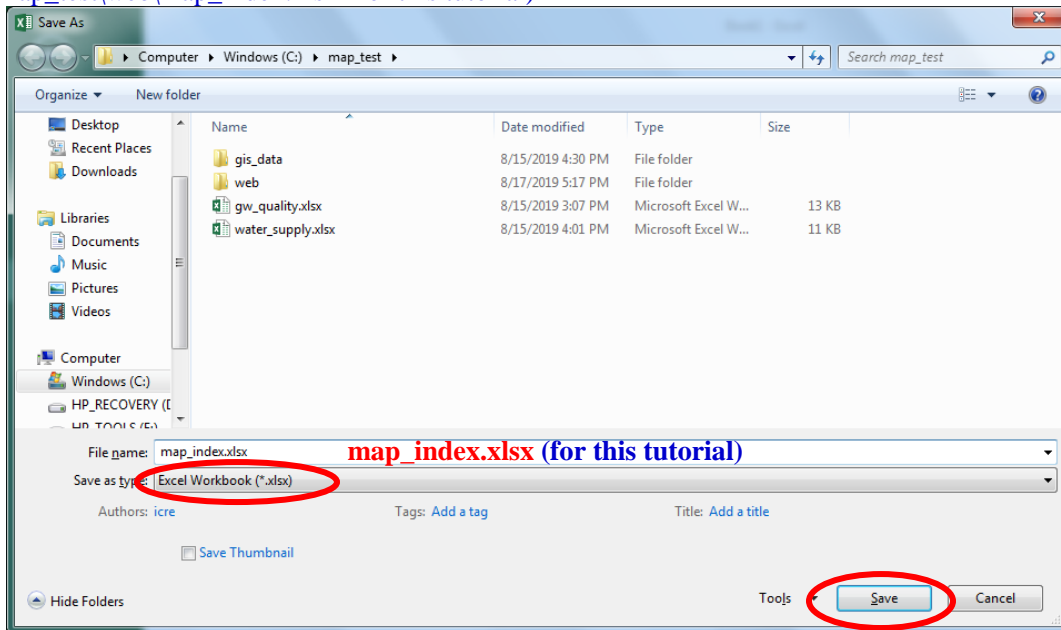 Save As
Computer Windows (C:) map_test
Search map_test
Organize New folder
Desktop
Recent Places
Downloads
Libraries
Documents
Music
Pictures
Videos
Computer
Windows (C:)
HP_RECOVERY (D
Name Date modified Type Size
gis_data 8/15/2019 4:30 PM File folder
web 8/17/2019 5:17 PM File folder
gw_quality.xlsx 8/15/2019 3:07 PM Microsoft Excel W... 13 KB
water_supply.xlsx 8/15/2019 4:01 PM Microsoft Excel W... 11 KB
File name: map_index.xlsx map_index.xlsx (for this tutorial)
Save as type: Excel Workbook (*.xlsx)
Authors: icre Tags: Add a tag Title: Add a title
Save Thumbnail
Hide Folders Tools Save Cancel